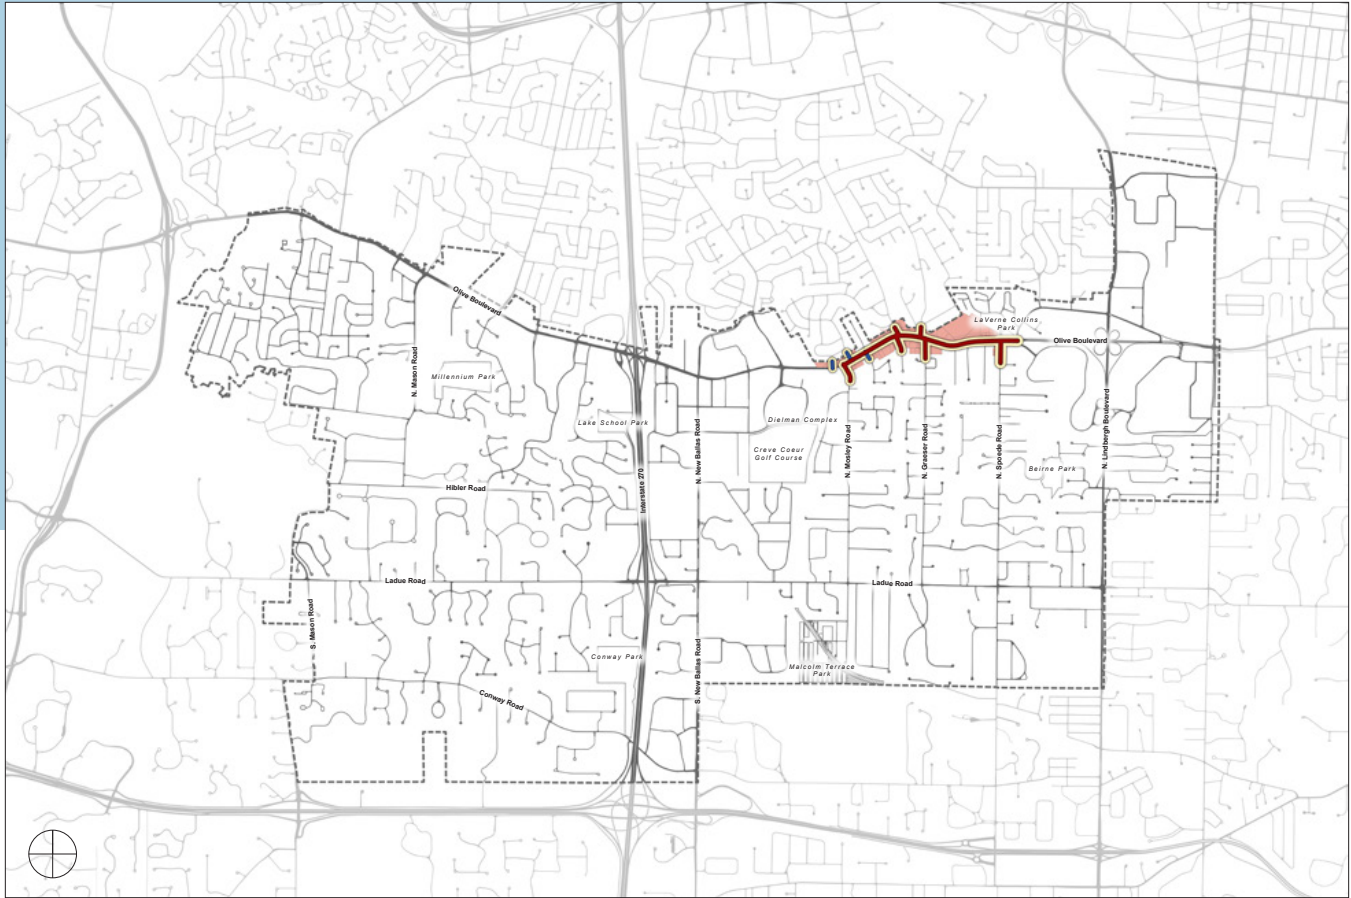 Olive Boulevard
LaVerne Collins
Park
Olive Boulevard
N. Mason Road
Millennium Park
Lake School Park
Dielman Complex
Creve Coeur
Golf Course
N. New Ballas Road
N. Mosley Road
N. Graeser Road
N. Spoede Road
N. Lindbergh Boulevard
Beirne Park
Interstate 270
Hibler Road
Ladue Road
Ladue Road
S. Mason Road
Conway Park
S. New Ballas Road
Malcolm Terrace
Park
Conway Road